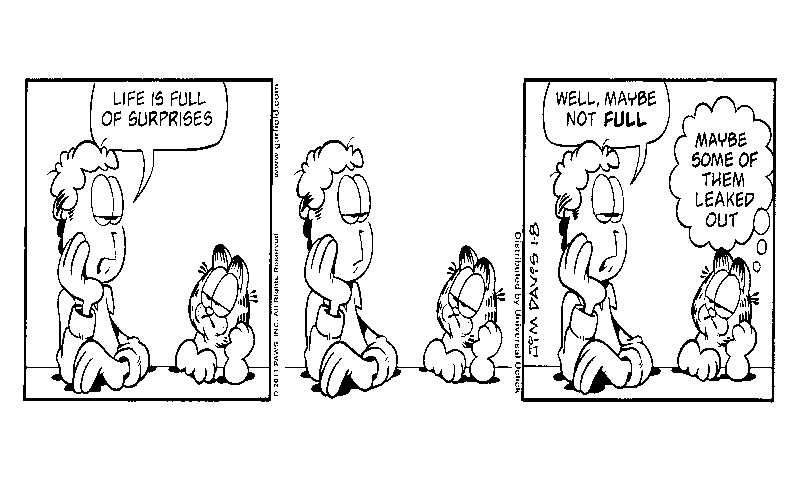 LIFE IS FULL
OF SURPRISES
www.garfield.com
© 2011 PAWS, INC. All Rights Reserved.
WELL, MAYBE
NOT FULL
MAYBE
SOME OF
THEM
LEAKED
OUT
JIM DAVIS 1-8
Distributed by Universal Uclick